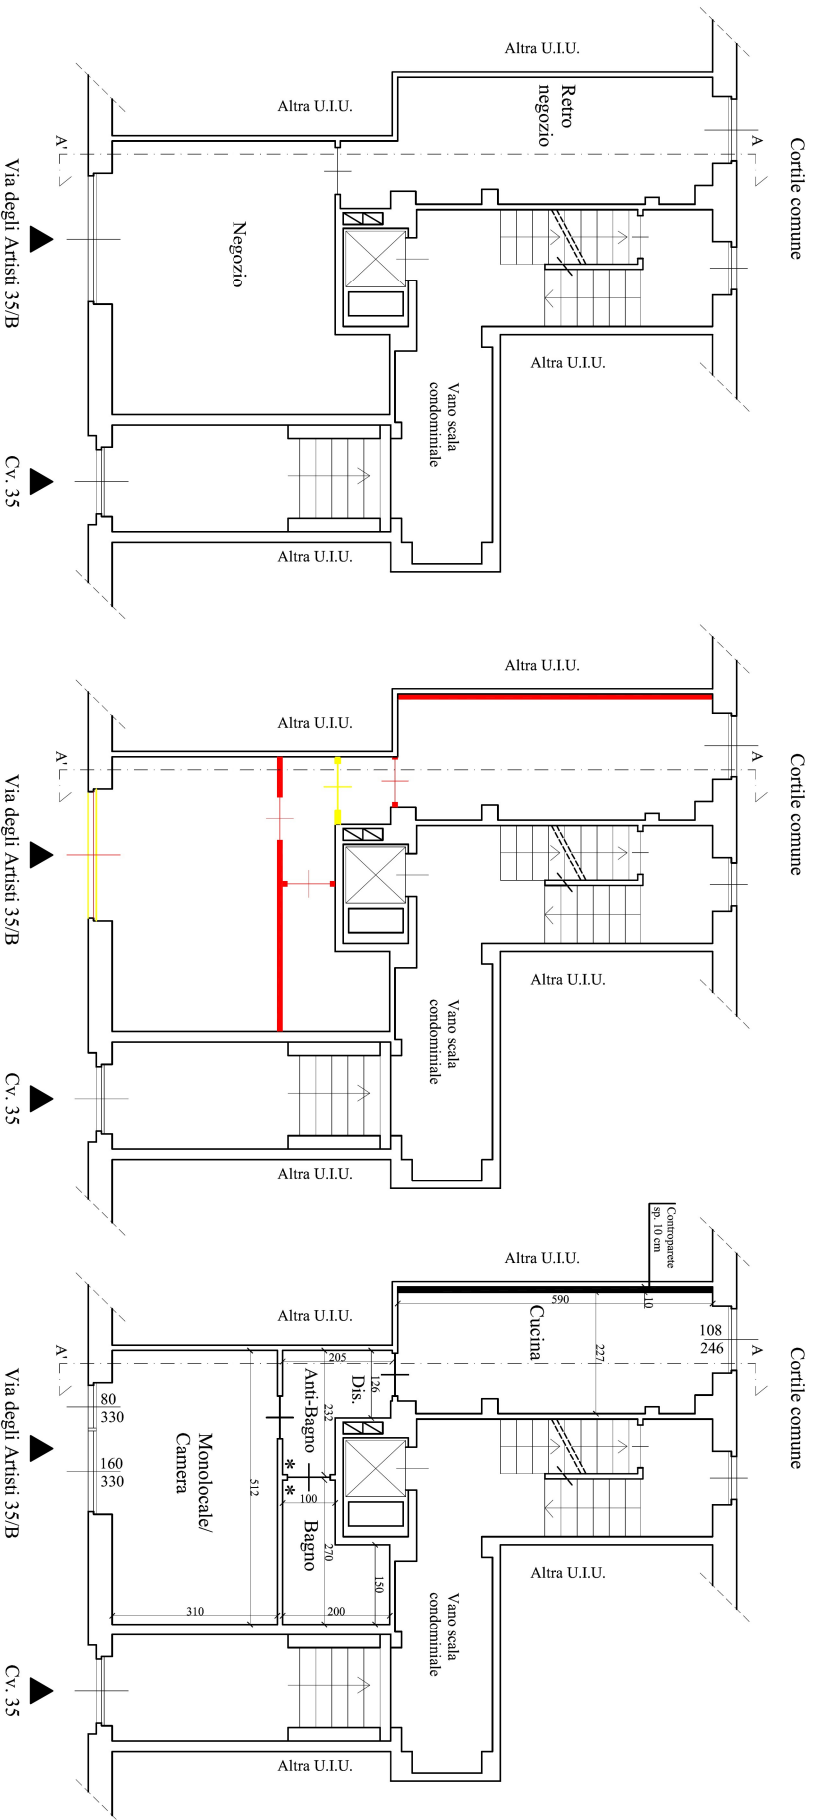 Cortile comune
Altra U.I.U.
A
Retro
negozio
Altra U.I.U.
A'
Negozio
Altra U.I.U.
Vano scala
condominiale
Via degli Artisti 35/B
Cv. 35
Altra U.I.U.
Cortile comune
Altra U.I.U.
A
Altra U.I.U.
A'
Altra U.I.U.
Vano scala
condominiale
Via degli Artisti 35/B
Cv. 35
Altra U.I.U.
Controparete
sp. 10 cm
Cortile comune
Altra U.I.U.
590
10
108
246
A
Cucina
227
Altra U.I.U.
A'
205
126
Dis.
80
330
Anti-Bagno
232
Monolocale/
Camera
160
330
*
*
100
512
Bagno
270
150
310
200
Altra U.I.U.
Vano scala
condominiale
Via degli Artisti 35/B
Cv. 35
Altra U.I.U.